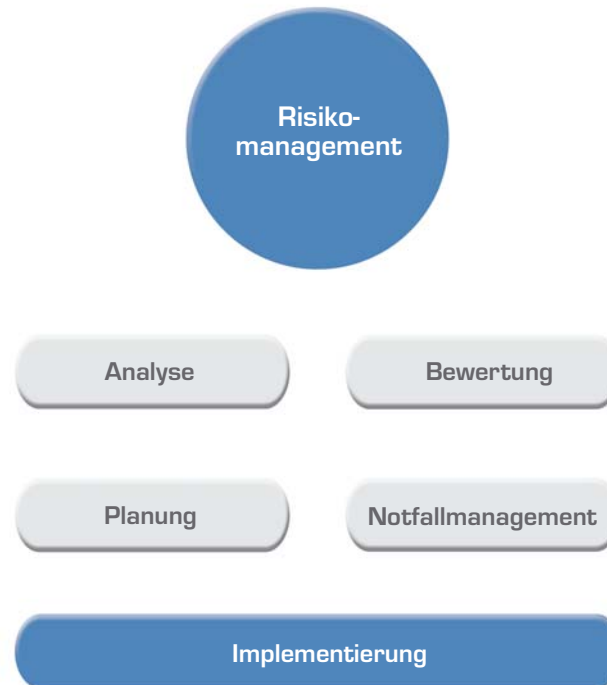 Risiko-
management
Analyse
Bewertung
Planung
Notfallmanagement
Implementierung